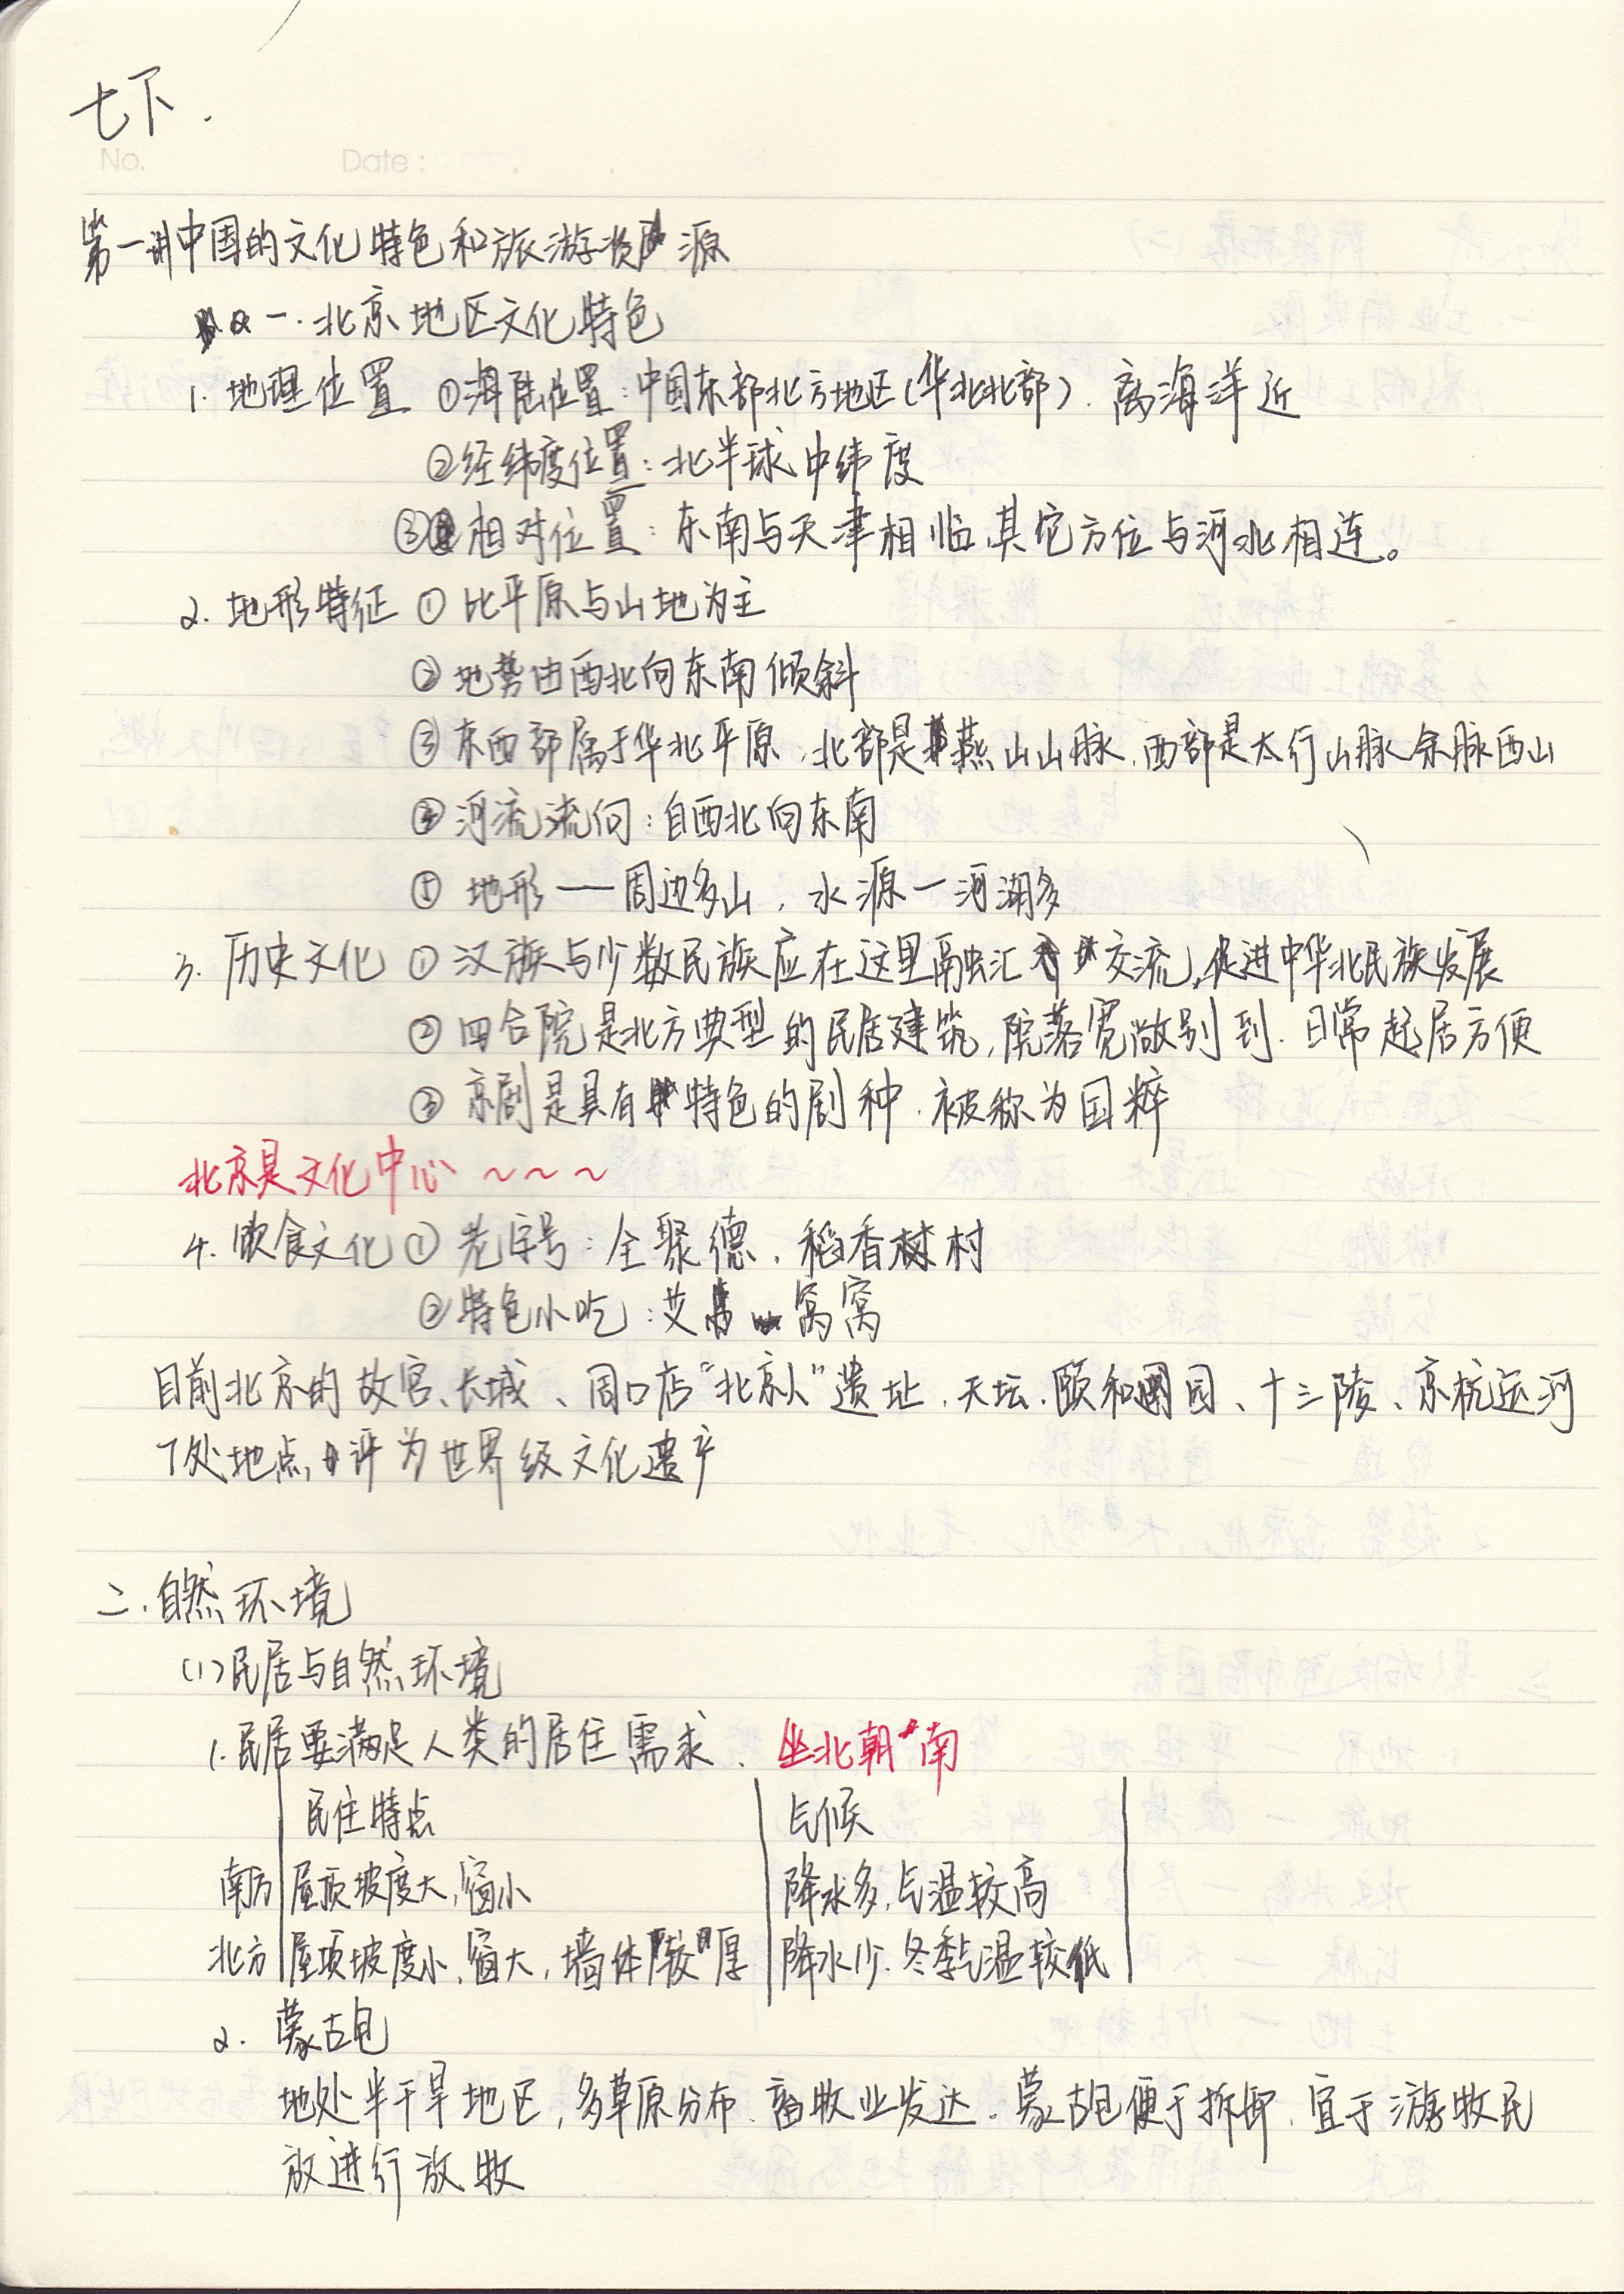 七下.
No. Date:
第一讲中国的文化特色和旅游资源
一.北京地区文化特色
1.地理位置 ①海陆位置:中国东部北方地区(华北北部).离海洋近
②经纬度位置:北半球中纬度
③相对位置:东南与天津相临,其它方位与河北相连。
2.地形特征 ①比平原与山地为主
②地势由西北向东南倾斜
③东西部属于华北平原,北部是燕山山脉,西部是太行山脉余脉西山
④河流流向:自西北向东南
⑤地形——周边多山,水源—河湖多
3.历史文化 ①汉族与少数民族应在这里融汇交流,促进中华北民族发展
②四合院是北方典型的民居建筑,院落宽敞别到.日常起居方便
③京剧是具有特色的剧种.被称为国粹
北京是文化中心~~~
4.饮食文化 ①老字号:全聚德、稻香村
②特色小吃:艾窝窝
目前北京的故宫、长城、周口店“北京人”遗址,天坛.颐和园、十三陵、京杭运河
7处地点,评为世界级文化遗产
二.自然环境
(1)民居与自然环境
1.民居要满足人类的居住需求、坐北朝南
民住特点 气候
南方 屋顶坡度大,窗小 降水多,气温较高
北方 屋顶坡度小,窗大,墙体较厚 降水少.冬季气温较低
2.蒙古包
地处半干旱地区,多草原分布.畜牧业发达.蒙古包便于拆卸.宜于游牧民
放进行放牧